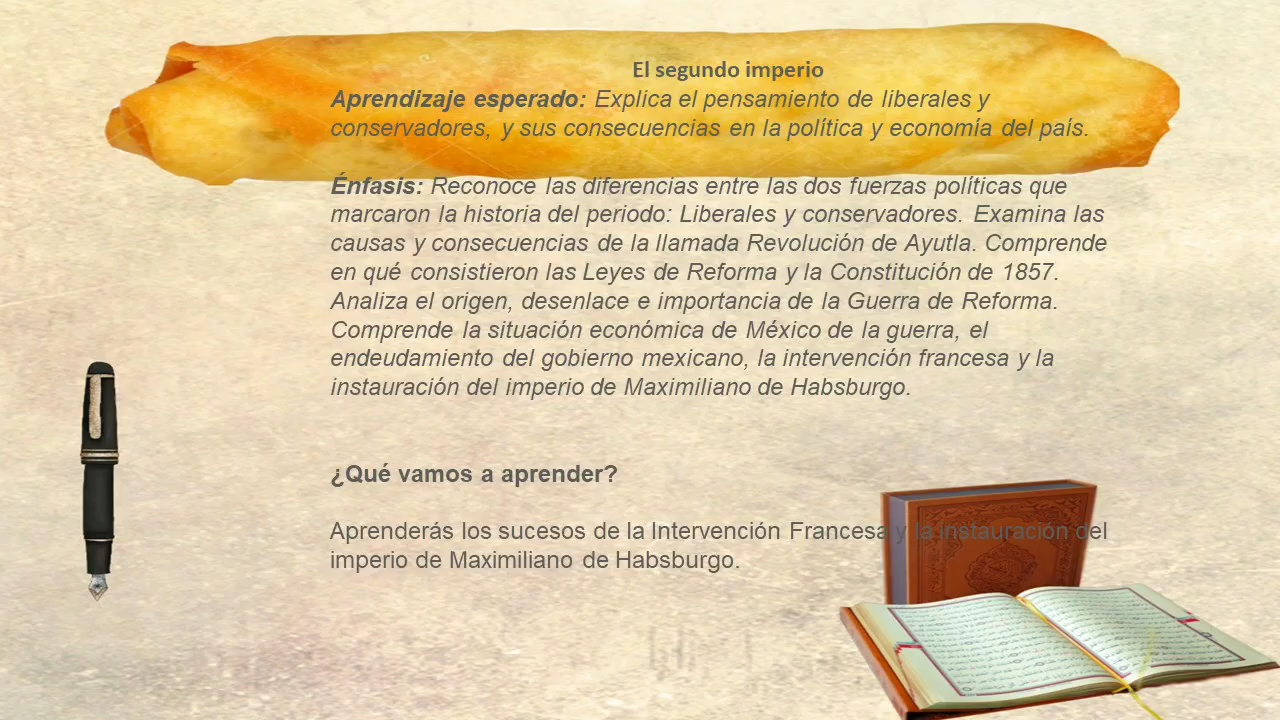 El segundo imperio
Aprendizaje esperado: Explica el pensamiento de liberales y
conservadores, y sus consecuencias en la política y economía del país.
Énfasis: Reconoce las diferencias entre las dos fuerzas políticas que
marcaron la historia del periodo: Liberales y conservadores. Examina las
causas y consecuencias de la llamada Revolución de Ayutla. Comprende
en qué consistieron las Leyes de Reforma y la Constitución de 1857.
Analiza el origen, desenlace e importancia de la Guerra de Reforma.
Comprende la situación económica de México de la guerra, el
endeudamiento del gobierno mexicano, la intervención francesa y la
instauración del imperio de Maximiliano de Habsburgo.
¿Qué vamos a aprender?
Aprenderás los sucesos de la Intervención Francesa y la instauración del
imperio de Maximiliano de Habsburgo.